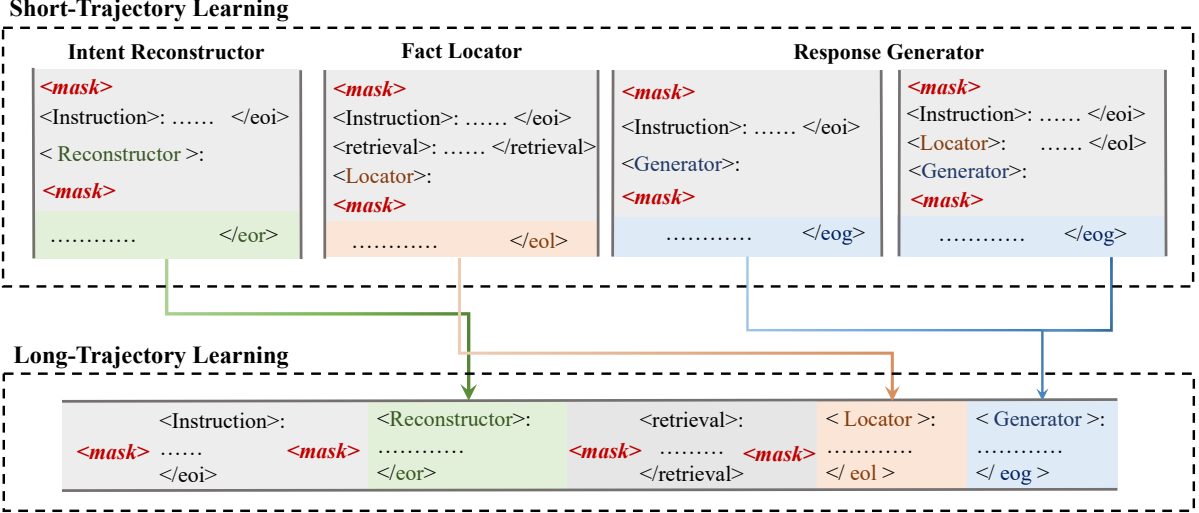 Short-Trajectory Learning
Intent Reconstructor
<mask>
<Instruction>: …… </eoi>
< Reconstructor >:
<mask>
………… </eor>
Fact Locator
<mask>
<Instruction>: …… </eoi>
<retrieval>: …… </retrieval>
<Locator>:
<mask>
………… </eol>
Response Generator
<mask>
<Instruction>: …… </eoi>
<Generator>:
<mask>
………… </eog>
<mask>
<Instruction>: …… </eoi>
<Locator>: …… </eol>
<Generator>:
<mask>
………… </eog>
Long-Trajectory Learning
<mask>
<Instruction>:
……
</eoi>
<mask>
<Reconstructor>:
…………
</eor>
<mask>
<retrieval>:
………
</retrieval>
<mask>
< Locator >:
…………
</ eol >
< Generator >:
…………
</ eog >